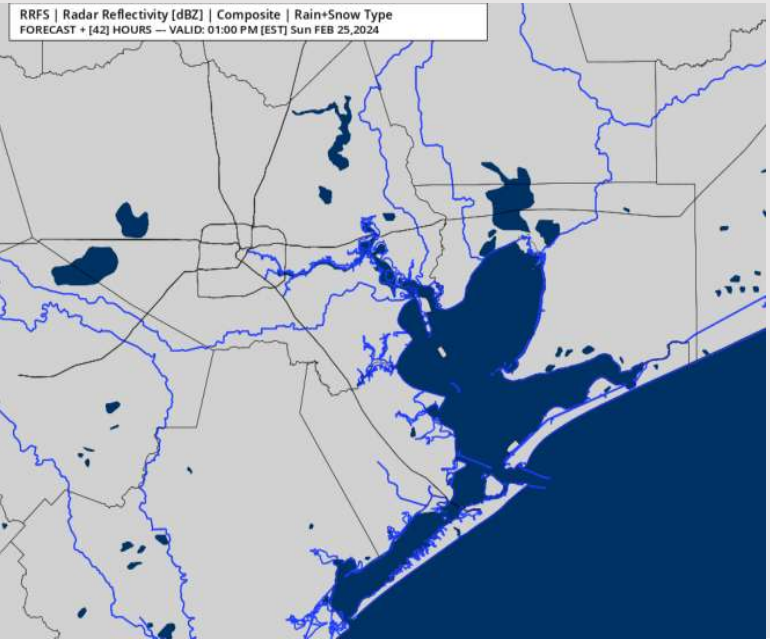 RRFS | Radar Reflectivity [dBZ] | Composite | Rain+Snow Type
FORECAST + [42] HOURS --- VALID: 01:00 PM [EST] Sun FEB 25,2024